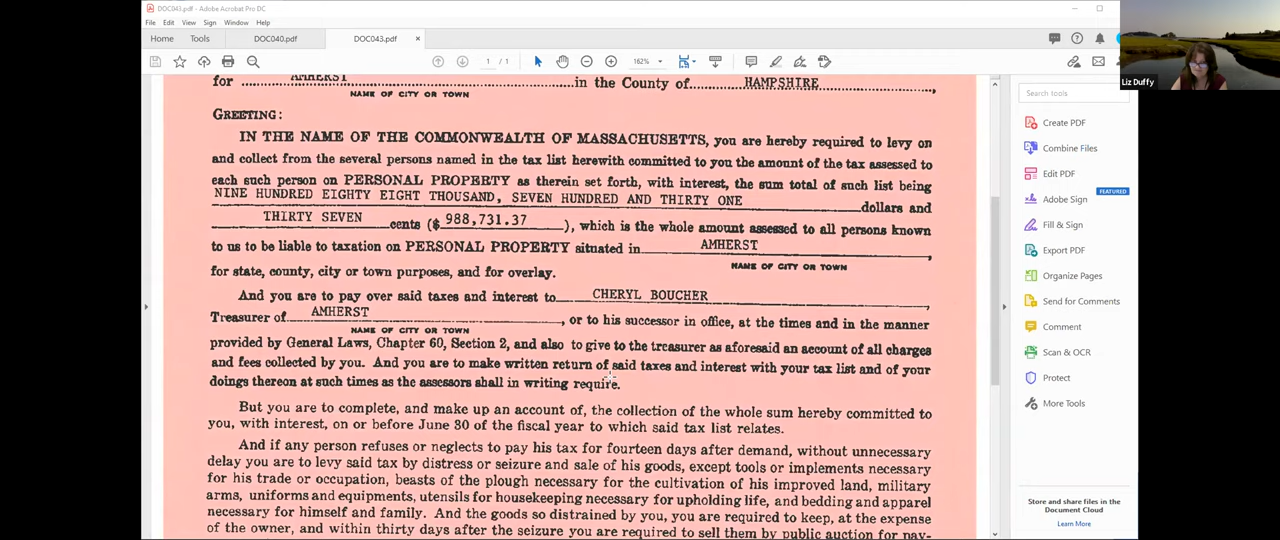 DOC043.pdf - Adobe Acrobat Pro DC
File Edit View Sign Window Help
Home Tools DOC040.pdf DOC043.pdf ×
1 / 1 162%
for AMHERST in the County of HAMPSHIRE,
NAME OF CITY OR TOWN
GREETING:
IN THE NAME OF THE COMMONWEALTH OF MASSACHUSETTS, you are hereby required to levy on
and collect from the several persons named in the tax list herewith committed to you the amount of the tax assessed to
each such person on PERSONAL PROPERTY as therein set forth, with interest, the sum total of such list being
NINE HUNDRED EIGHTY EIGHT THOUSAND, SEVEN HUNDRED AND THIRTY ONE dollars and
THIRTY SEVEN cents ($ 988,731.37 ), which is the whole amount assessed to all persons known
to us to be liable to taxation on PERSONAL PROPERTY situated in AMHERST,
NAME OF CITY OR TOWN
for state, county, city or town purposes, and for overlay.
And you are to pay over said taxes and interest to CHERYL BOUCHER,
Treasurer of AMHERST, or to his successor in office, at the times and in the manner
NAME OF CITY OR TOWN
provided by General Laws, Chapter 60, Section 2, and also to give to the treasurer as aforesaid an account of all charges
and fees collected by you. And you are to make written return of said taxes and interest with your tax list and of your
doings thereon at such times as the assessors shall in writing require.
But you are to complete, and make up an account of, the collection of the whole sum hereby committed to
you, with interest, on or before June 30 of the fiscal year to which said tax list relates.
And if any person refuses or neglects to pay his tax for fourteen days after demand, without unnecessary
delay you are to levy said tax by distress or seizure and sale of his goods, except tools or implements necessary
for his trade or occupation, beasts of the plough necessary for the cultivation of his improved land, military
arms, uniforms and equipments, utensils for housekeeping necessary for upholding life, and bedding and apparel
necessary for himself and family. And the goods so distrained by you, you are required to keep, at the expense
of the owner, and within thirty days after the seizure you are required to sell them by public auction for pay-
Liz Duffy
Search tools
Create PDF
Combine Files
Edit PDF
FEATURED
Adobe Sign
Fill & Sign
Export PDF
Organize Pages
Send for Comments
Comment
Scan & OCR
Protect
More Tools
Store and share files in the
Document Cloud
Learn More